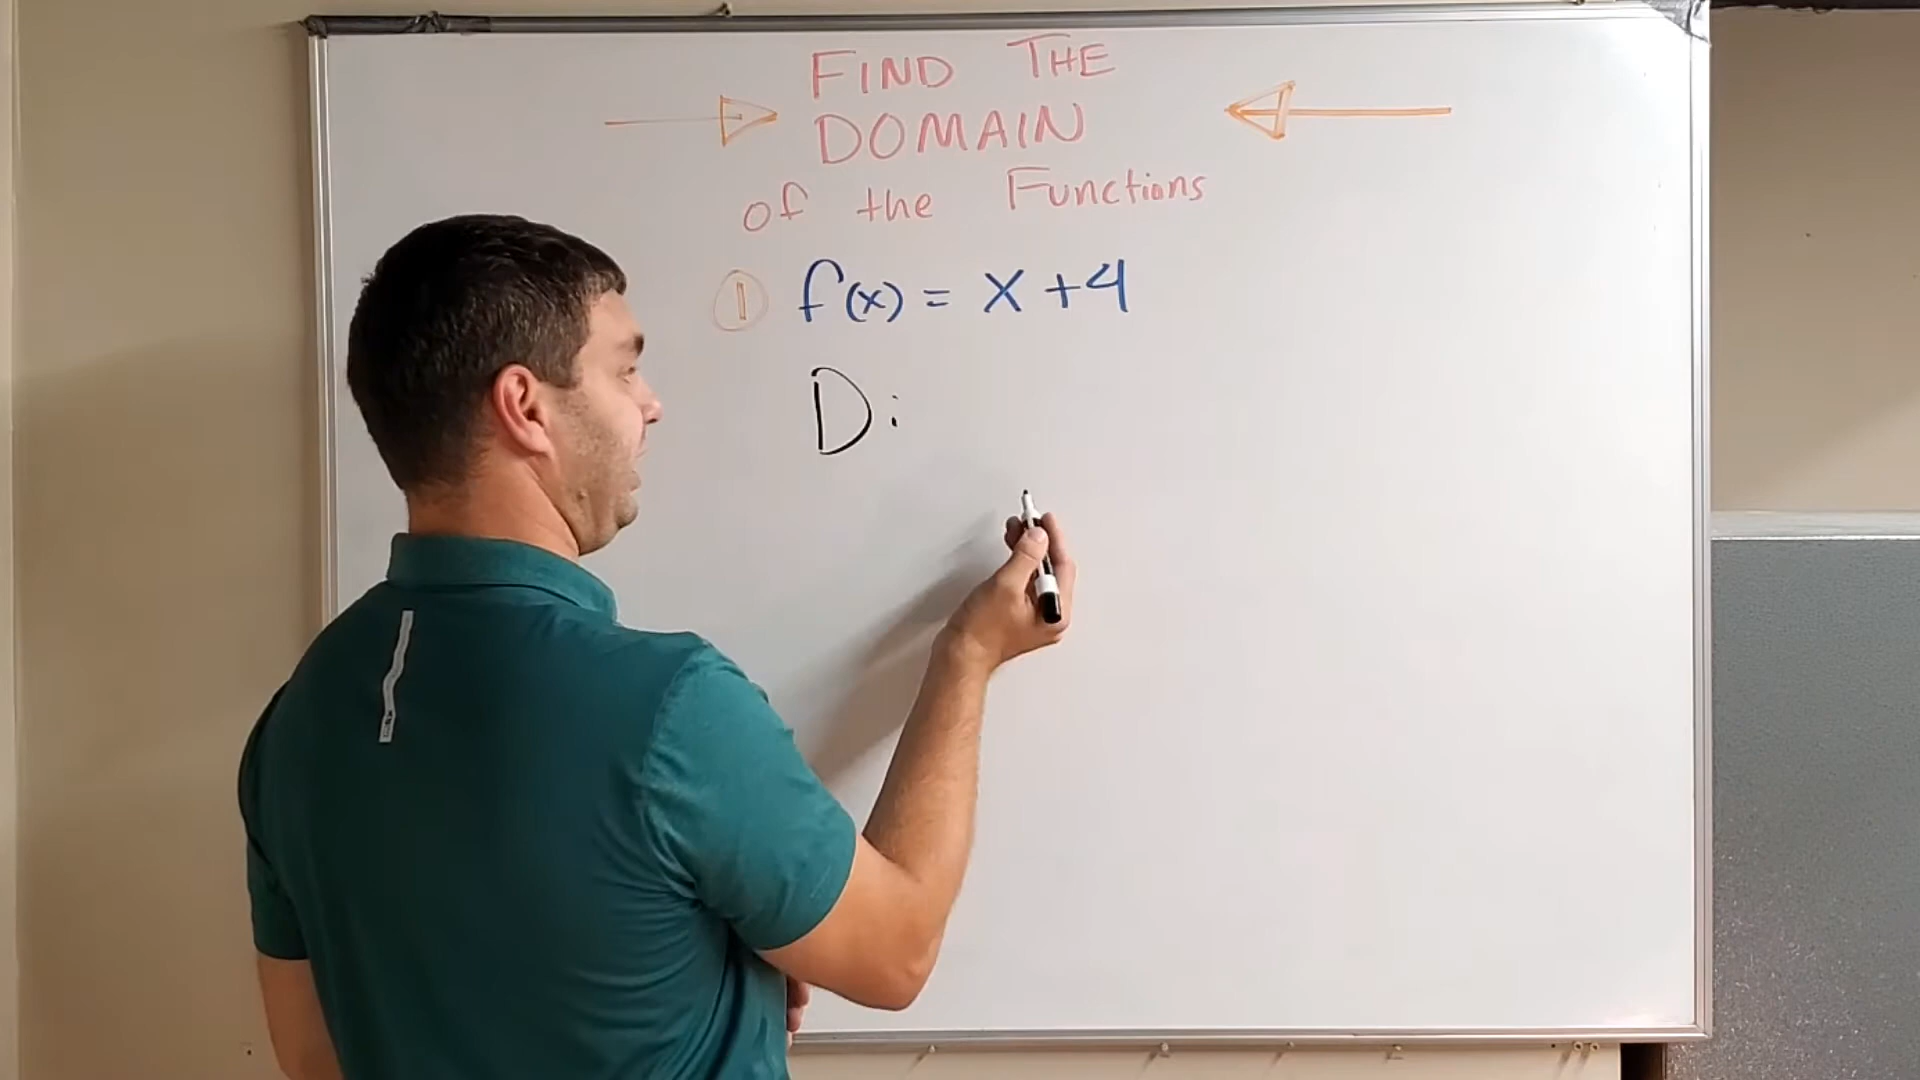 FIND THE
DOMAIN
of the Functions
① f(x) = x + 4
D: